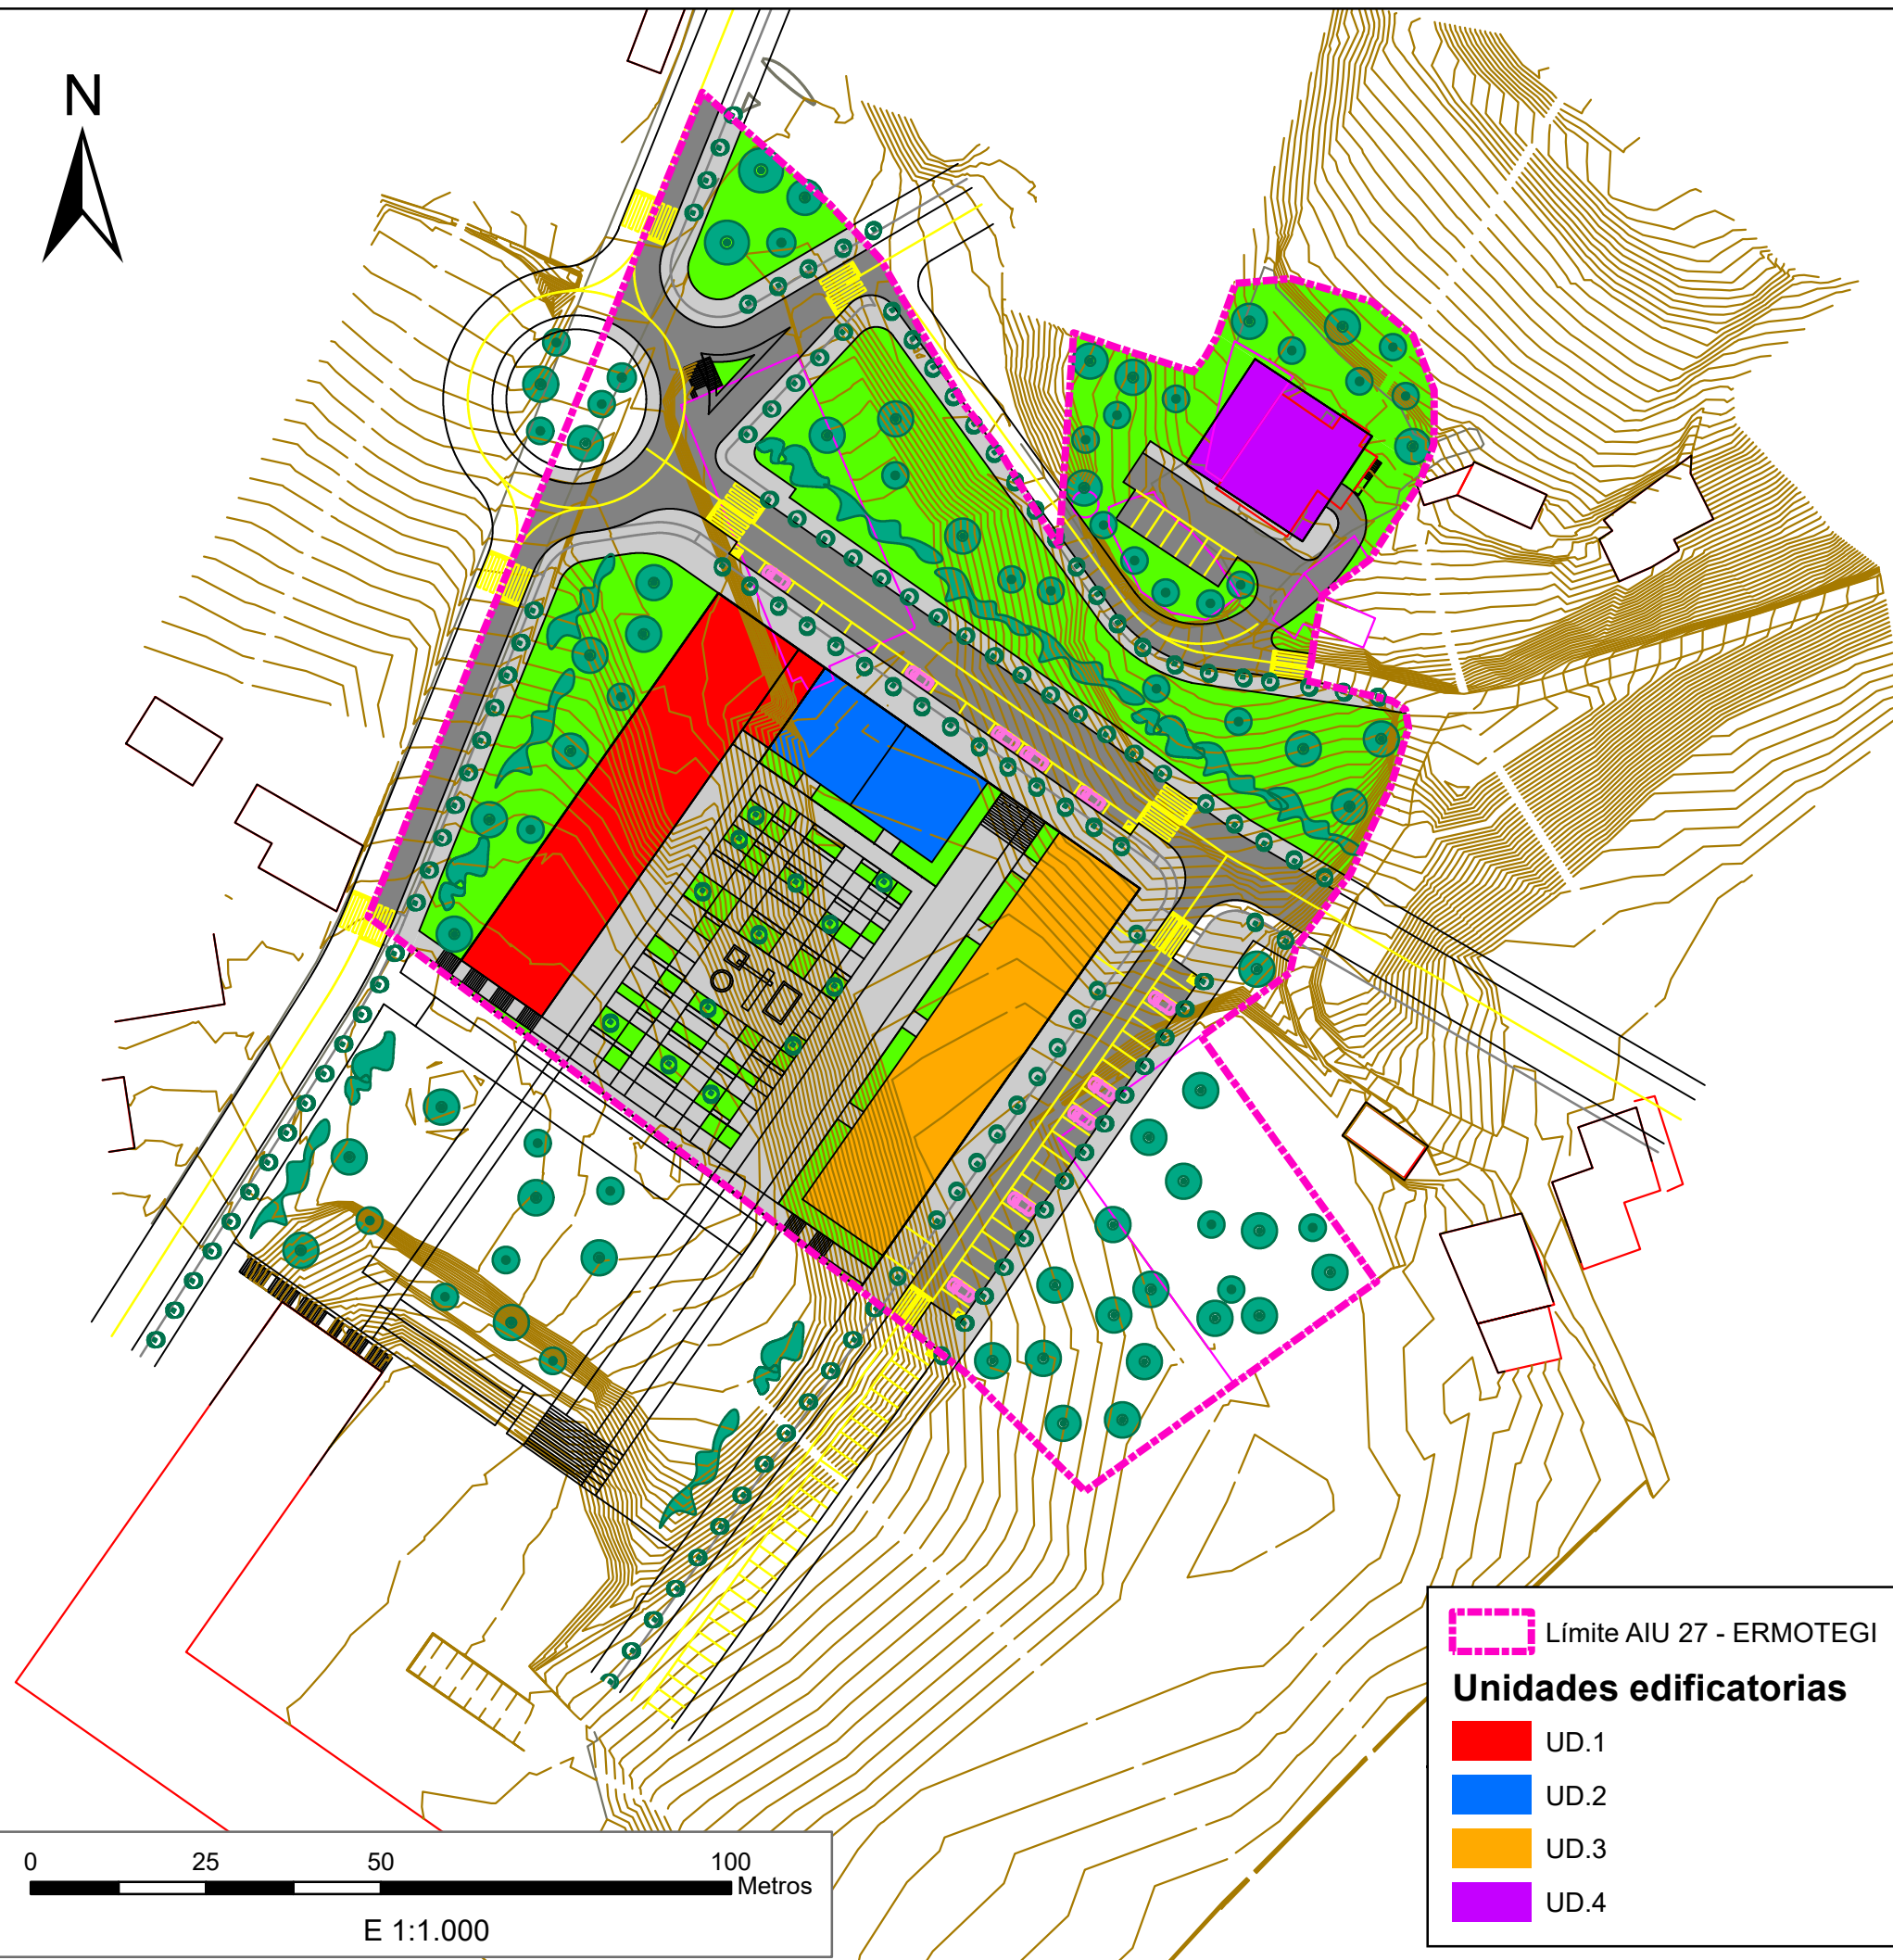 N
Límite AIU 27 - ERMOTEGI
Unidades edificatorias
UD.1
UD.2
UD.3
UD.4
0 25 50 100
Metros
E 1:1.000